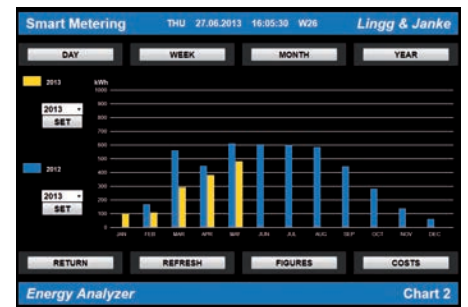 Smart Metering THU 27.06.2013 16:05:30 W26 Lingg & Janke
DAY WEEK MONTH YEAR
2013 kWh
1000
900
2013
800
SET
700
600
500
2012
400
300
2013
200
SET
100
JAN FEB MAR APR MAY JUN JUL AUG SEP OCT NOV DEC
RETURN REFRESH FIGURES COSTS
Energy Analyzer Chart 2